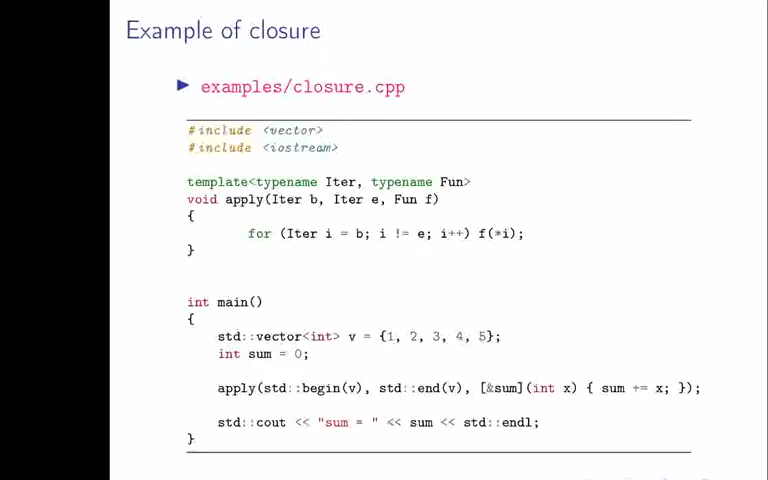 Example of closure
examples/closure.cpp
#include <vector>
#include <iostream>
template<typename Iter, typename Fun>
void apply(Iter b, Iter e, Fun f)
{
for (Iter i = b; i != e; i++) f(*i);
}
int main()
{
std::vector<int> v = {1, 2, 3, 4, 5};
int sum = 0;
apply(std::begin(v), std::end(v), [&sum](int x) { sum += x; });
std::cout << "sum = " << sum << std::endl;
}